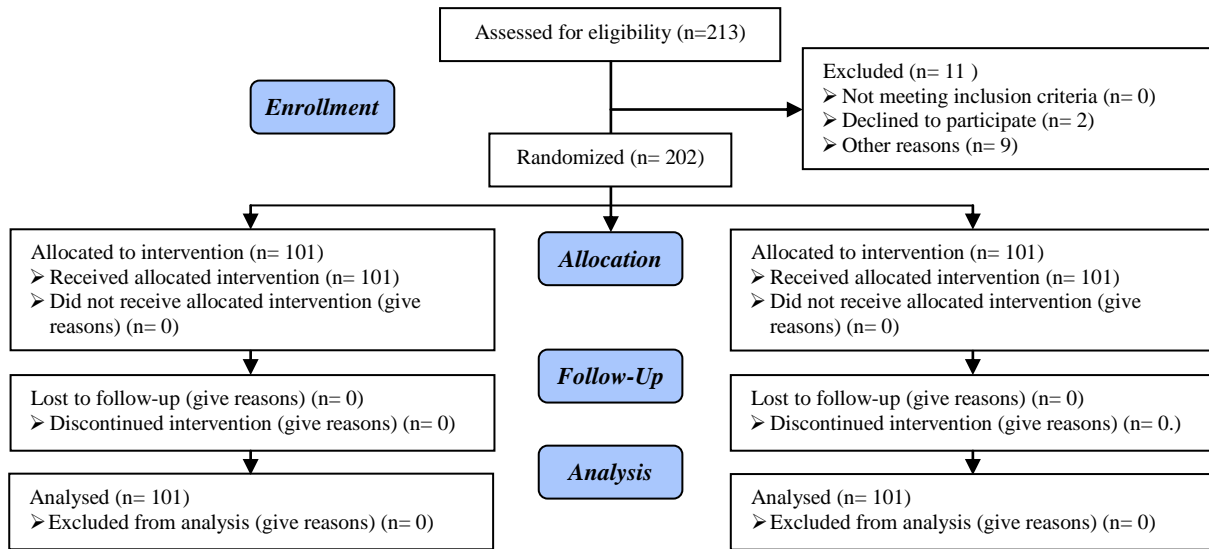 Assessed for eligibility (n=213)
Excluded (n= 11 )
➢ Not meeting inclusion criteria (n= 0)
➢ Declined to participate (n= 2)
➢ Other reasons (n= 9)
Enrollment
Randomized (n= 202)
Allocated to intervention (n= 101)
➢ Received allocated intervention (n= 101)
➢ Did not receive allocated intervention (give
reasons) (n= 0)
Allocation
Allocated to intervention (n= 101)
➢ Received allocated intervention (n= 101)
➢ Did not receive allocated intervention (give
reasons) (n= 0)
Follow-Up
Lost to follow-up (give reasons) (n= 0)
➢ Discontinued intervention (give reasons) (n= 0)
Lost to follow-up (give reasons) (n= 0)
➢ Discontinued intervention (give reasons) (n= 0.)
Analysis
Analysed (n= 101)
➢ Excluded from analysis (give reasons) (n= 0)
Analysed (n= 101)
➢ Excluded from analysis (give reasons) (n= 0)